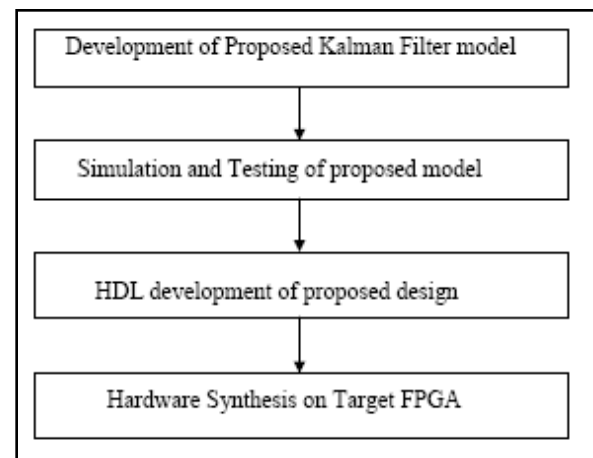 Development of Proposed Kalman Filter model
Simulation and Testing of proposed model
HDL development of proposed design
Hardware Synthesis on Target FPGA